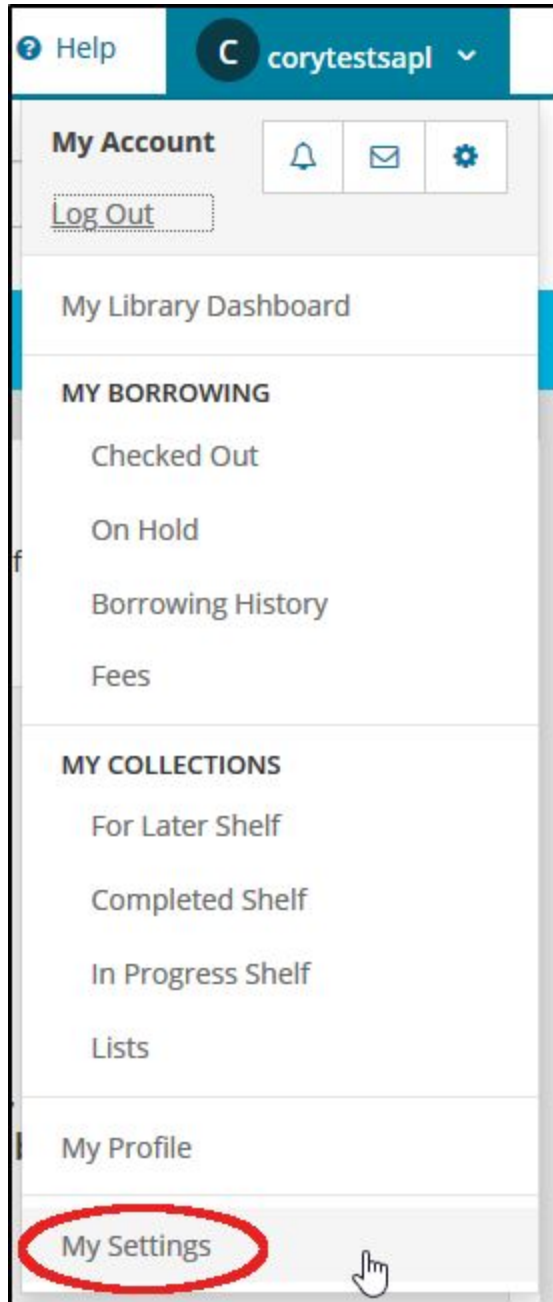 Help
C corytestsapl
My Account
Log Out
My Library Dashboard
MY BORROWING
Checked Out
On Hold
f
Borrowing History
Fees
MY COLLECTIONS
For Later Shelf
Completed Shelf
In Progress Shelf
Lists
My Profile
My Settings